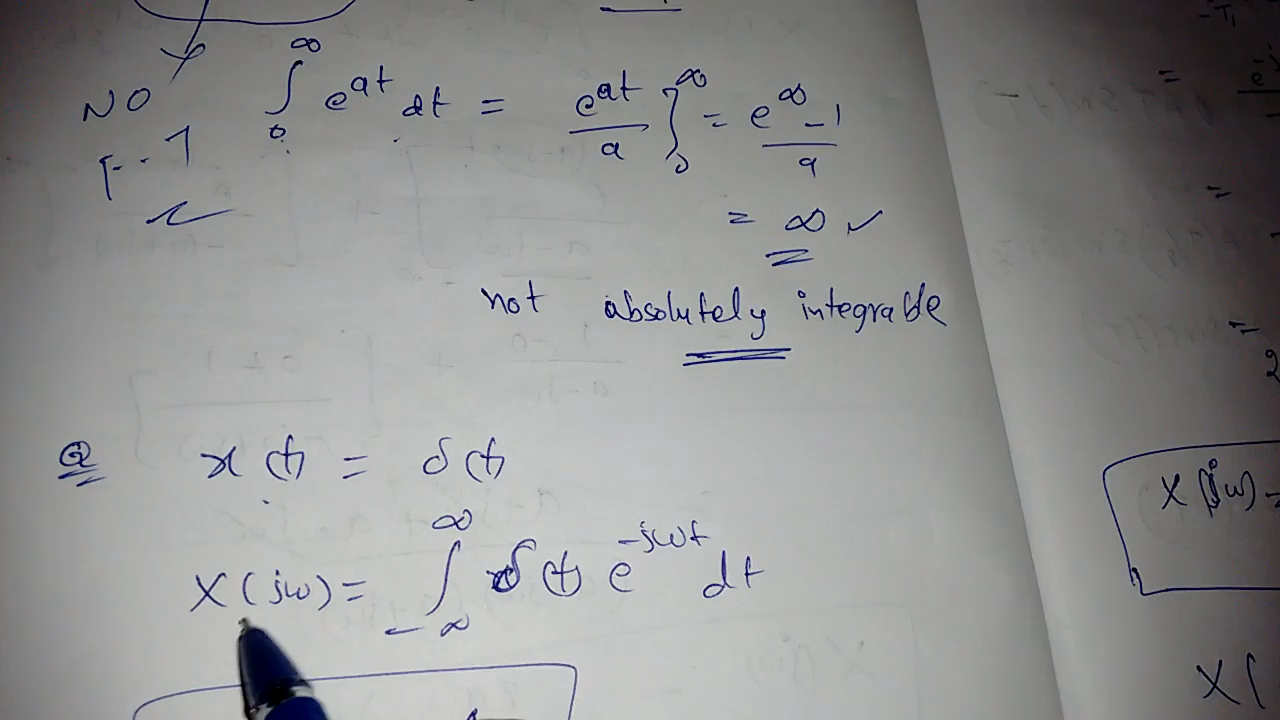 NO ∫₀^∞ e^{at} dt = e^{at}/a ]₀^∞ = (e^∞ - 1)/a
F.T
= ∞ ✓
not absolutely integrable
Q x(t) = δ(t)
X(jω) = ∫_{-∞}^{∞} δ(t) e^{-jωt} dt
X(jω) =
X(